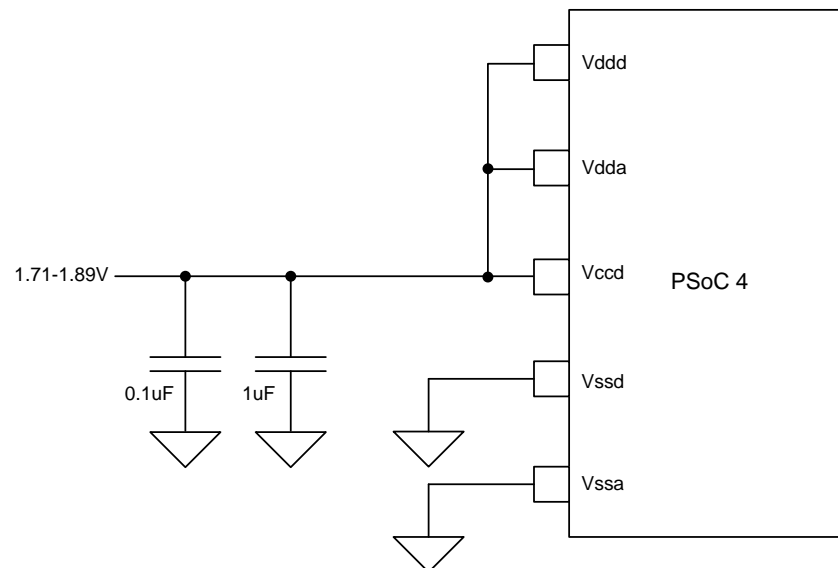 Vddd
Vdda
1.71-1.89V
Vccd
PSoC 4
0.1uF
1uF
Vssd
Vssa